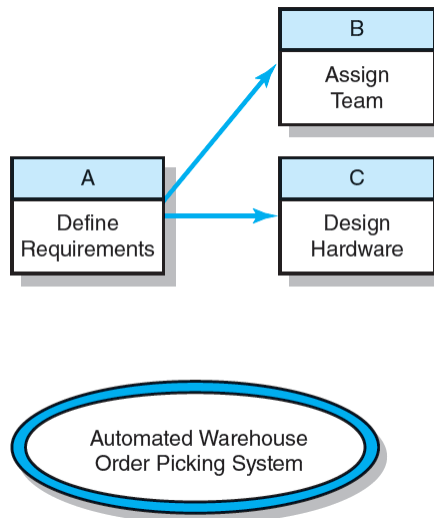 B
Assign
Team
A
Define
Requirements
C
Design
Hardware
Automated Warehouse
Order Picking System